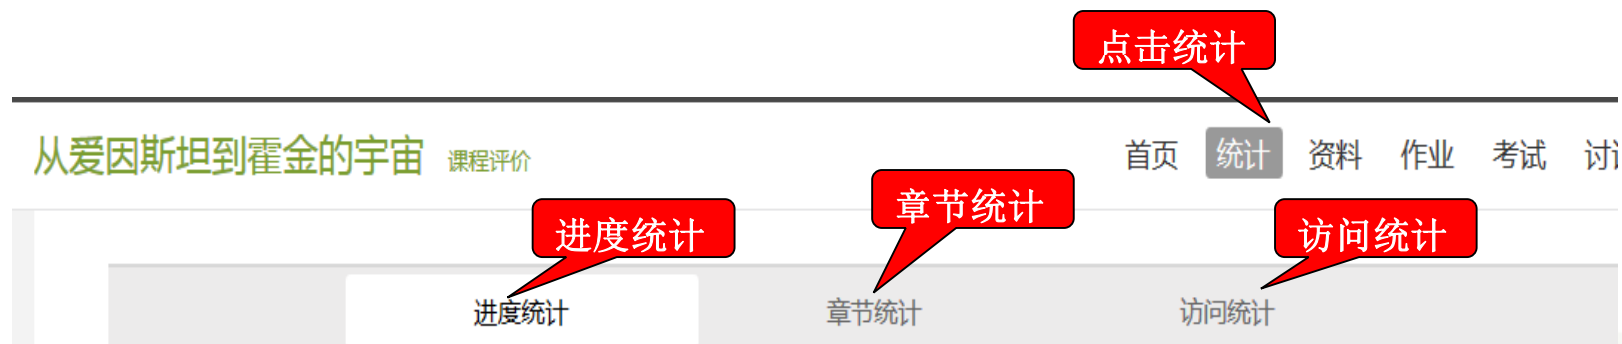 点击统计
从爱因斯坦到霍金的宇宙 课程评价 首页 统计 资料 作业 考试 讨
进度统计 章节统计 访问统计
进度统计 章节统计 访问统计